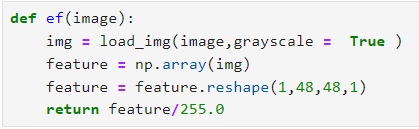 def ef(image):
    img = load_img(image,grayscale =  True )
    feature = np.array(img)
    feature = feature.reshape(1,48,48,1)
    return feature/255.0